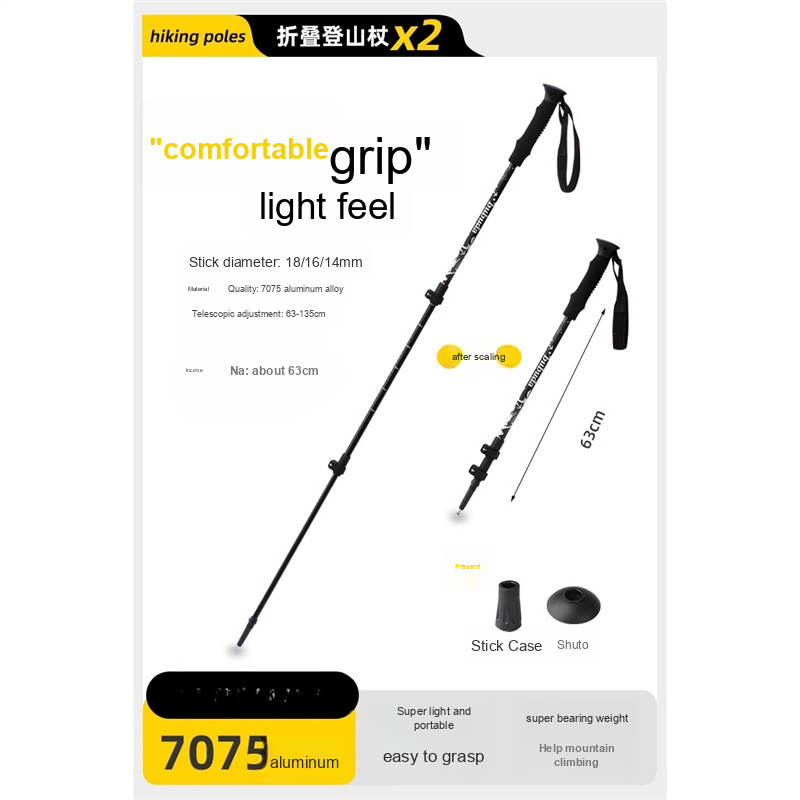 hiking poles
折叠登山杖X2
"comfortable grip"
light feel
Stick diameter: 18/16/14mm
Material Quality: 7075 aluminum alloy
Telescopic adjustment: 63-135cm
Income Na: about 63cm
after scaling
63cm
Precent
Stick Case
Shuto
7075 aluminum
Super light and
portable
easy to grasp
super bearing weight
Help mountain
climbing